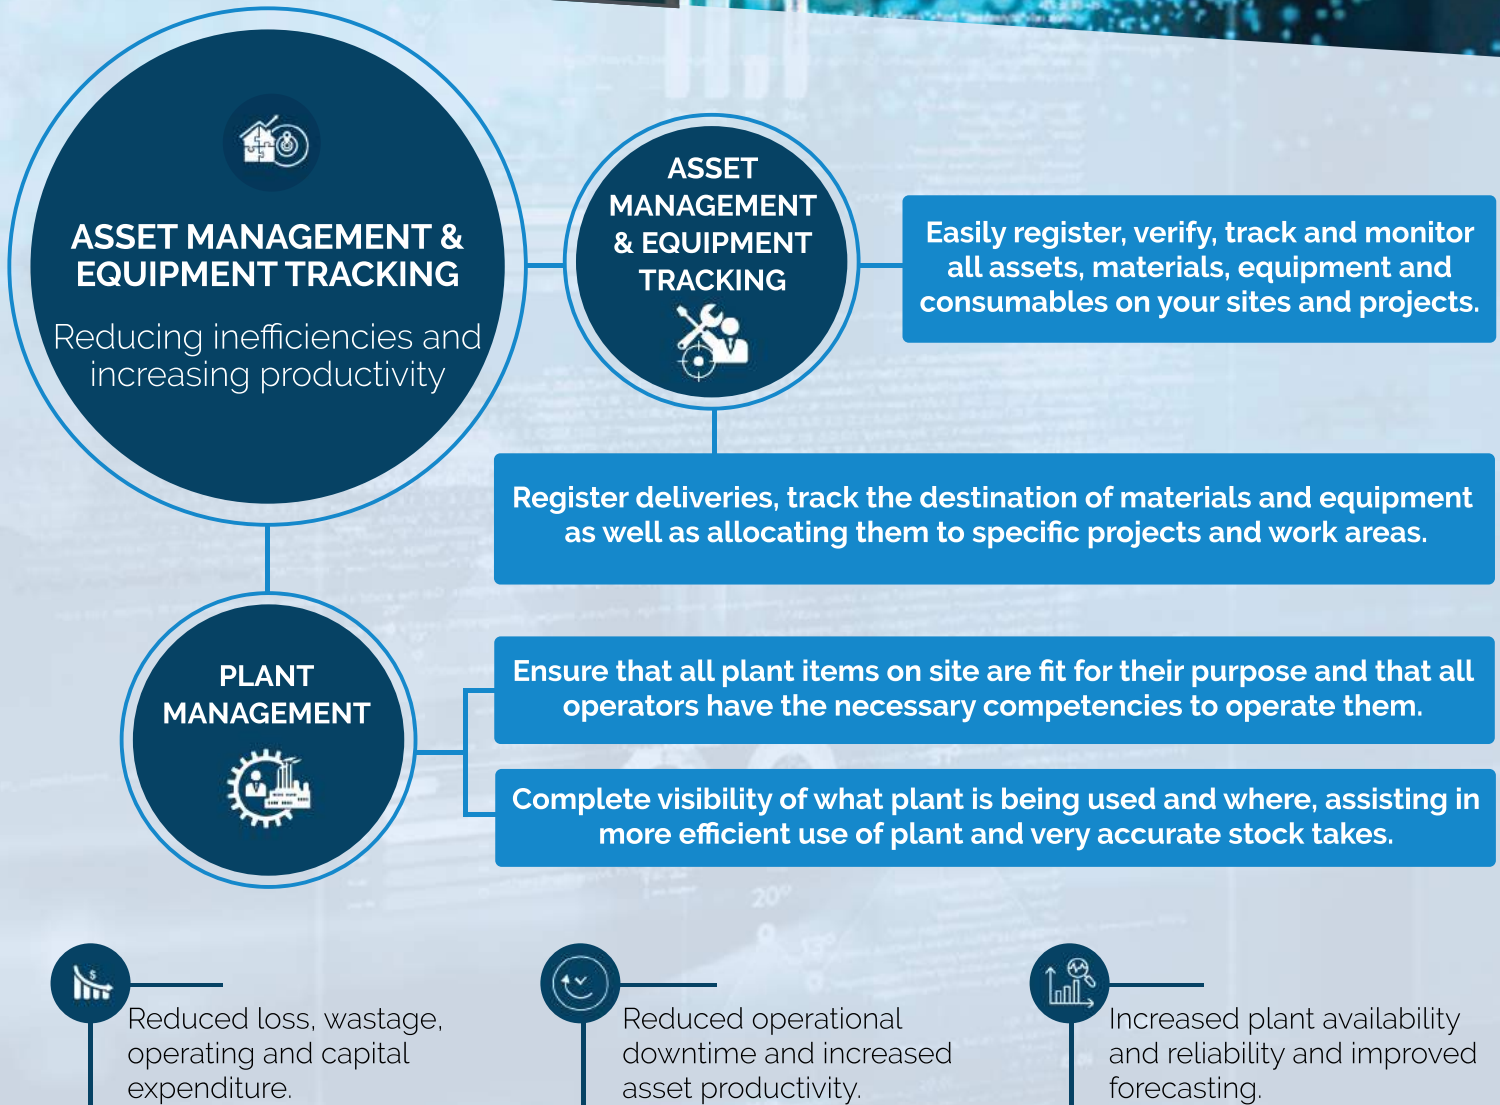 ASSET MANAGEMENT &
EQUIPMENT TRACKING
Reducing inefficiencies and
increasing productivity
ASSET
MANAGEMENT
& EQUIPMENT
TRACKING
Easily register, verify, track and monitor
all assets, materials, equipment and
consumables on your sites and projects.
Register deliveries, track the destination of materials and equipment
as well as allocating them to specific projects and work areas.
PLANT
MANAGEMENT
Ensure that all plant items on site are fit for their purpose and that all
operators have the necessary competencies to operate them.
Complete visibility of what plant is being used and where, assisting in
more efficient use of plant and very accurate stock takes.
20°
0
$
Reduced loss, wastage,
operating and capital
expenditure.
Reduced operational
downtime and increased
asset productivity.
Increased plant availability
and reliability and improved
forecasting.